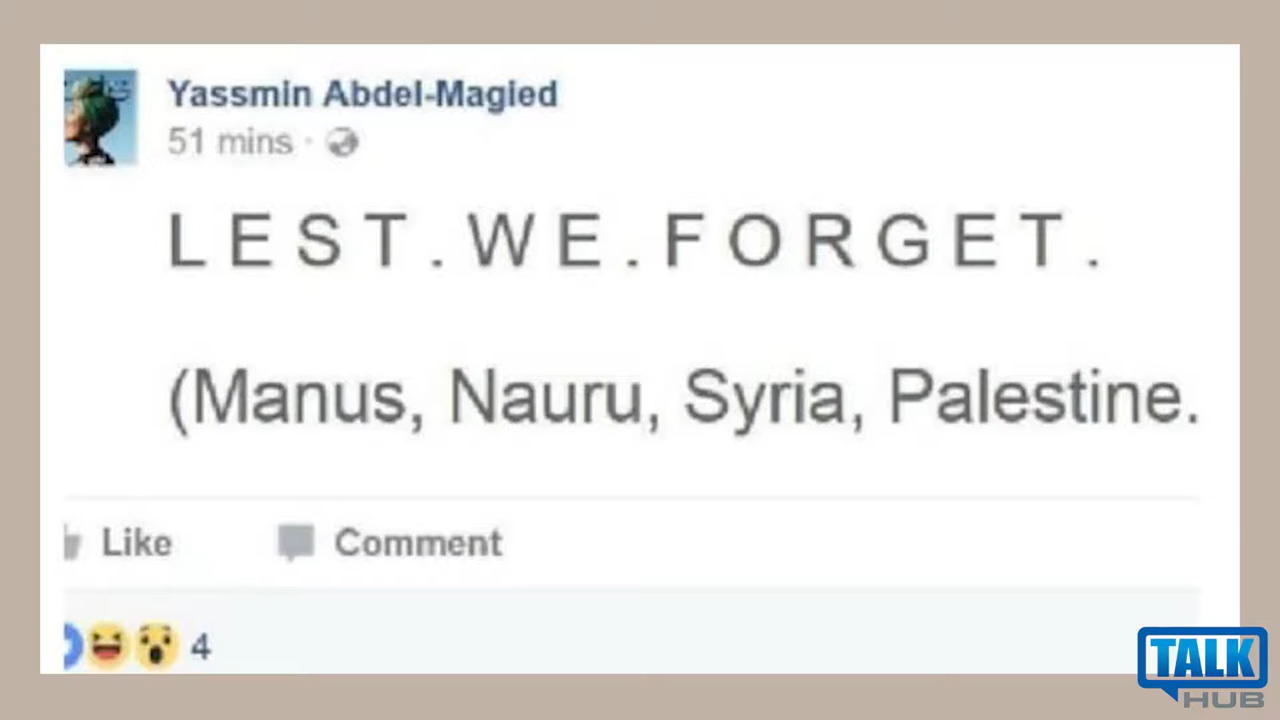 Yassmin Abdel-Magied
51 mins ·
L E S T . W E . F O R G E T .
(Manus, Nauru, Syria, Palestine.
Like Comment
4
TALK
HUB